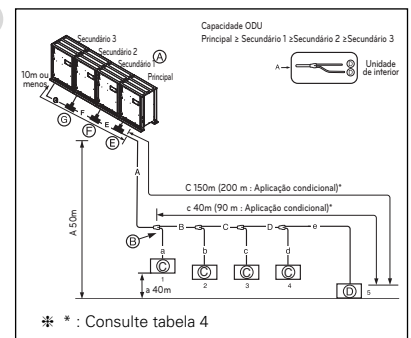 Capacidade ODU
Principal ≥ Secundário 1 ≥Secundário 2 ≥Secundário 3
Secundário 3
Secundário 2
Secundário 1
Principal
Ⓐ
A
Unidade
de interior
10m ou
menos
G
F
E
Ⓖ
Ⓕ
Ⓔ
A
A 50m
C 150m (200 m : Aplicação condicional)*
c 40m (90 m : Aplicação condicional)*
Ⓑ
B
C
D
e
a
b
c
d
Ⓒ
Ⓒ
Ⓒ
Ⓒ
Ⓓ
1
2
3
4
5
a 40m
❉ * : Consulte tabela 4